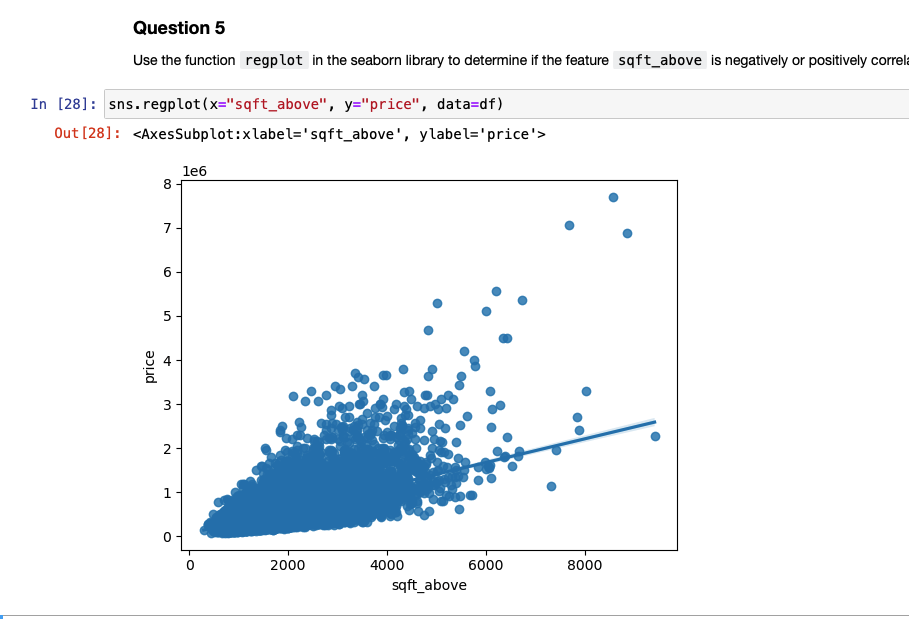 Question 5
Use the function regplot in the seaborn library to determine if the feature sqft_above is negatively or positively
In [28]: sns.regplot(x="sqft_above", y="price", data=df)
Out[28]: <AxesSubplot:xlabel='sqft_above', ylabel='price'>
1e6
8
7
6
5
4
3
2
1
0
price
0 2000 4000 6000 8000
sqft_above